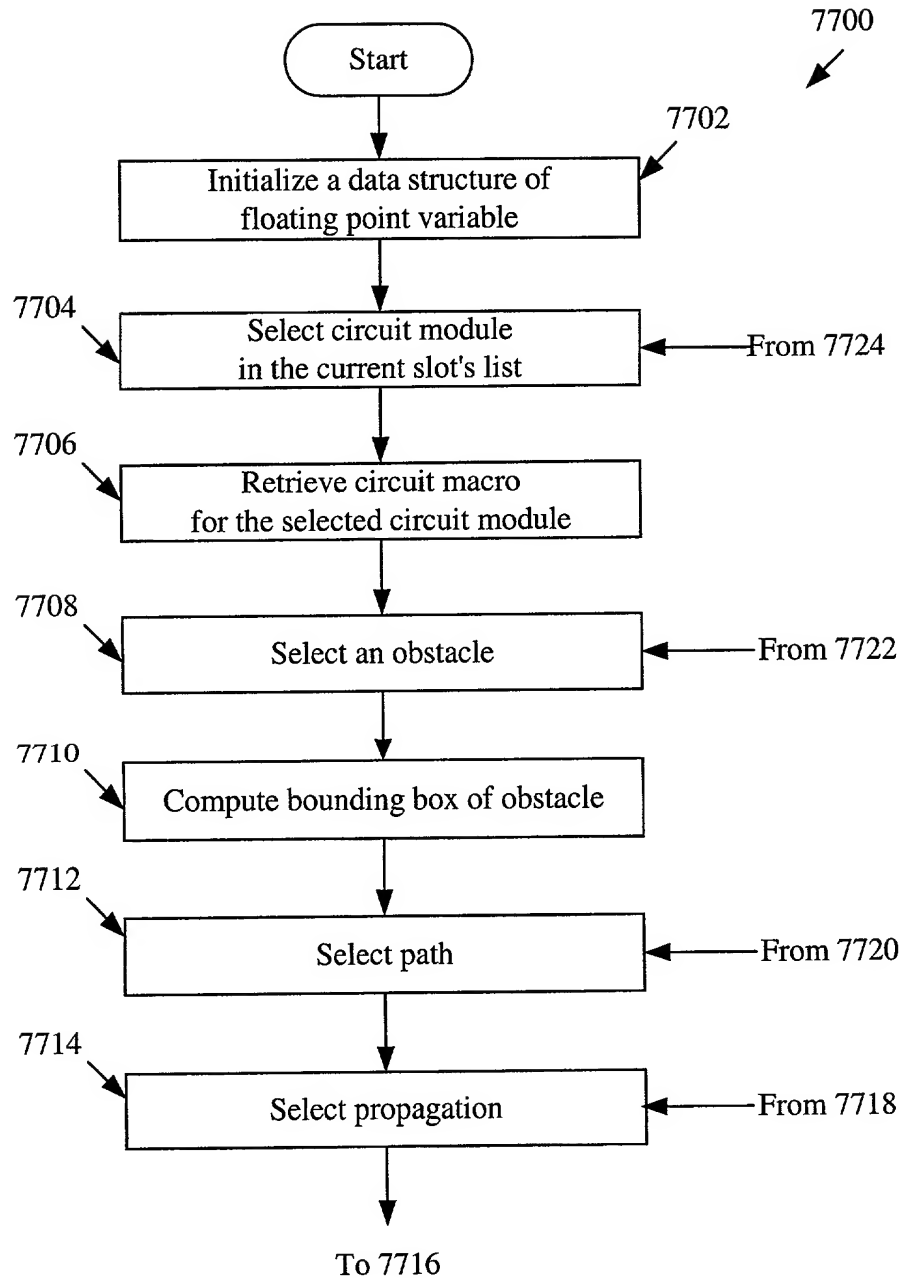 7700
Start
7702
Initialize a data structure of
floating point variable
7704
Select circuit module
in the current slot's list
From 7724
7706
Retrieve circuit macro
for the selected circuit module
7708
Select an obstacle
From 7722
7710
Compute bounding box of obstacle
7712
Select path
From 7720
7714
Select propagation
From 7718
To 7716